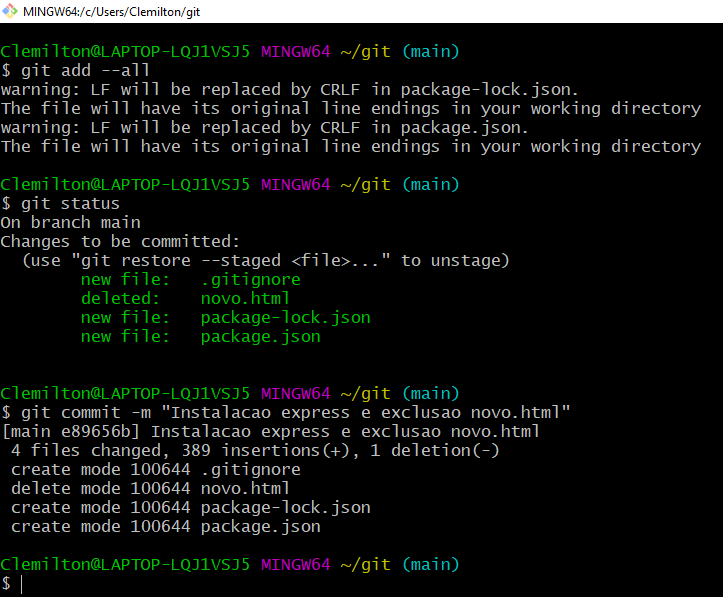 MINGW64:/c/Users/Clemilton/git
Clemilton@LAPTOP-LQJ1VSJ5 MINGW64 ~/git (main)
$ git add --all
warning: LF will be replaced by CRLF in package-lock.json.
The file will have its original line endings in your working directory
warning: LF will be replaced by CRLF in package.json.
The file will have its original line endings in your working directory
Clemilton@LAPTOP-LQJ1VSJ5 MINGW64 ~/git (main)
$ git status
On branch main
Changes to be committed:
  (use "git restore --staged <file>..." to unstage)
        new file:   .gitignore
        deleted:    novo.html
        new file:   package-lock.json
        new file:   package.json
Clemilton@LAPTOP-LQJ1VSJ5 MINGW64 ~/git (main)
$ git commit -m "Instalacao express e exclusao novo.html"
[main e89656b] Instalacao express e exclusao novo.html
 4 files changed, 389 insertions(+), 1 deletion(-)
 create mode 100644 .gitignore
 delete mode 100644 novo.html
 create mode 100644 package-lock.json
 create mode 100644 package.json
Clemilton@LAPTOP-LQJ1VSJ5 MINGW64 ~/git (main)
$